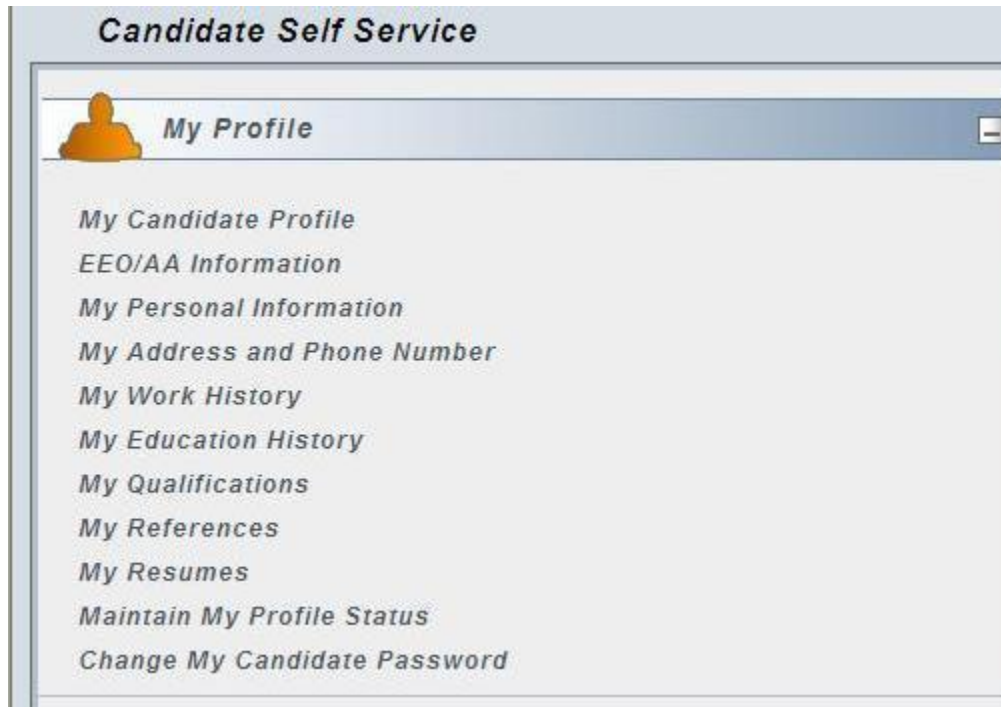 Candidate Self Service
My Profile
My Candidate Profile
EEO/AA Information
My Personal Information
My Address and Phone Number
My Work History
My Education History
My Qualifications
My References
My Resumes
Maintain My Profile Status
Change My Candidate Password